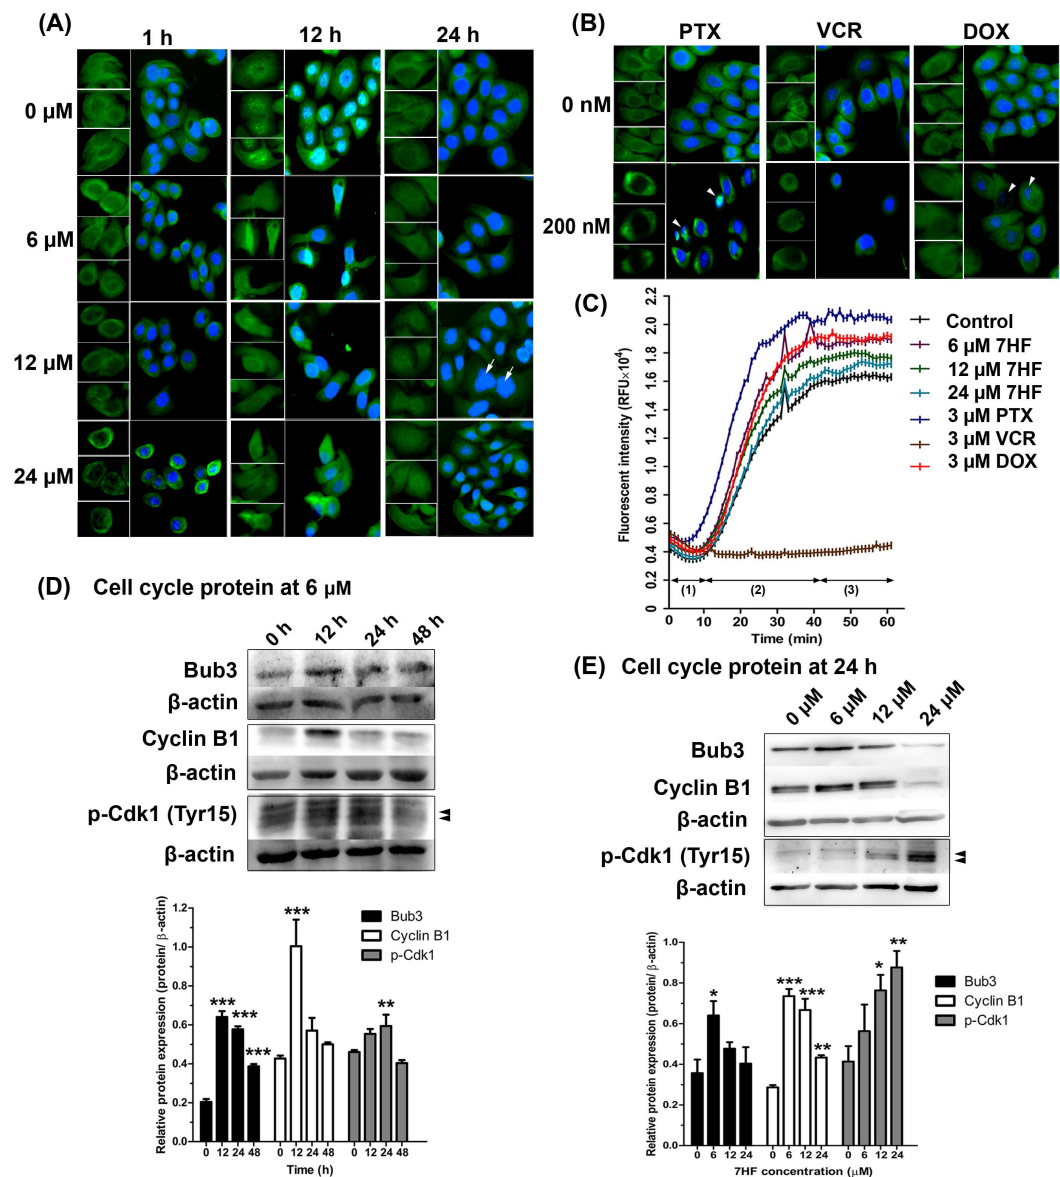 (A)
1 h 12 h 24 h
0 µM
6 µM
12 µM
24 µM
(B)
PTX VCR DOX
0 nM
200 nM
(C)
Fluorescent intensity (RFU×10⁴)
2.2
2.0
1.8
1.6
1.4
1.2
1.0
0.8
0.6
0.4
0.2
0
(1) (2) (3)
0 10 20 30 40 50 60
Time (min)
Control
6 µM 7HF
12 µM 7HF
24 µM 7HF
3 µM PTX
3 µM VCR
3 µM DOX
(D) Cell cycle protein at 6 µM
0 h 12 h 24 h 48 h
Bub3
β-actin
Cyclin B1
β-actin
p-Cdk1 (Tyr15)
β-actin
Relative protein expression (protein/ β-actin)
1.2
1.0
0.8
0.6
0.4
0.2
0.0
*** *** ***
***
**
Bub3
Cyclin B1
p-Cdk1
0 12 24 48 0 12 24 48 0 12 24 48
Time (h)
(E) Cell cycle protein at 24 h
0 µM 6 µM 12 µM 24 µM
Bub3
Cyclin B1
β-actin
p-Cdk1 (Tyr15)
β-actin
Relative protein expression (protein/ β-actin)
1.0
0.8
0.6
0.4
0.2
0.0
*
*** *** **
* **
Bub3
Cyclin B1
p-Cdk1
0 6 12 24 0 6 12 24 0 6 12 24
7HF concentration (µM)